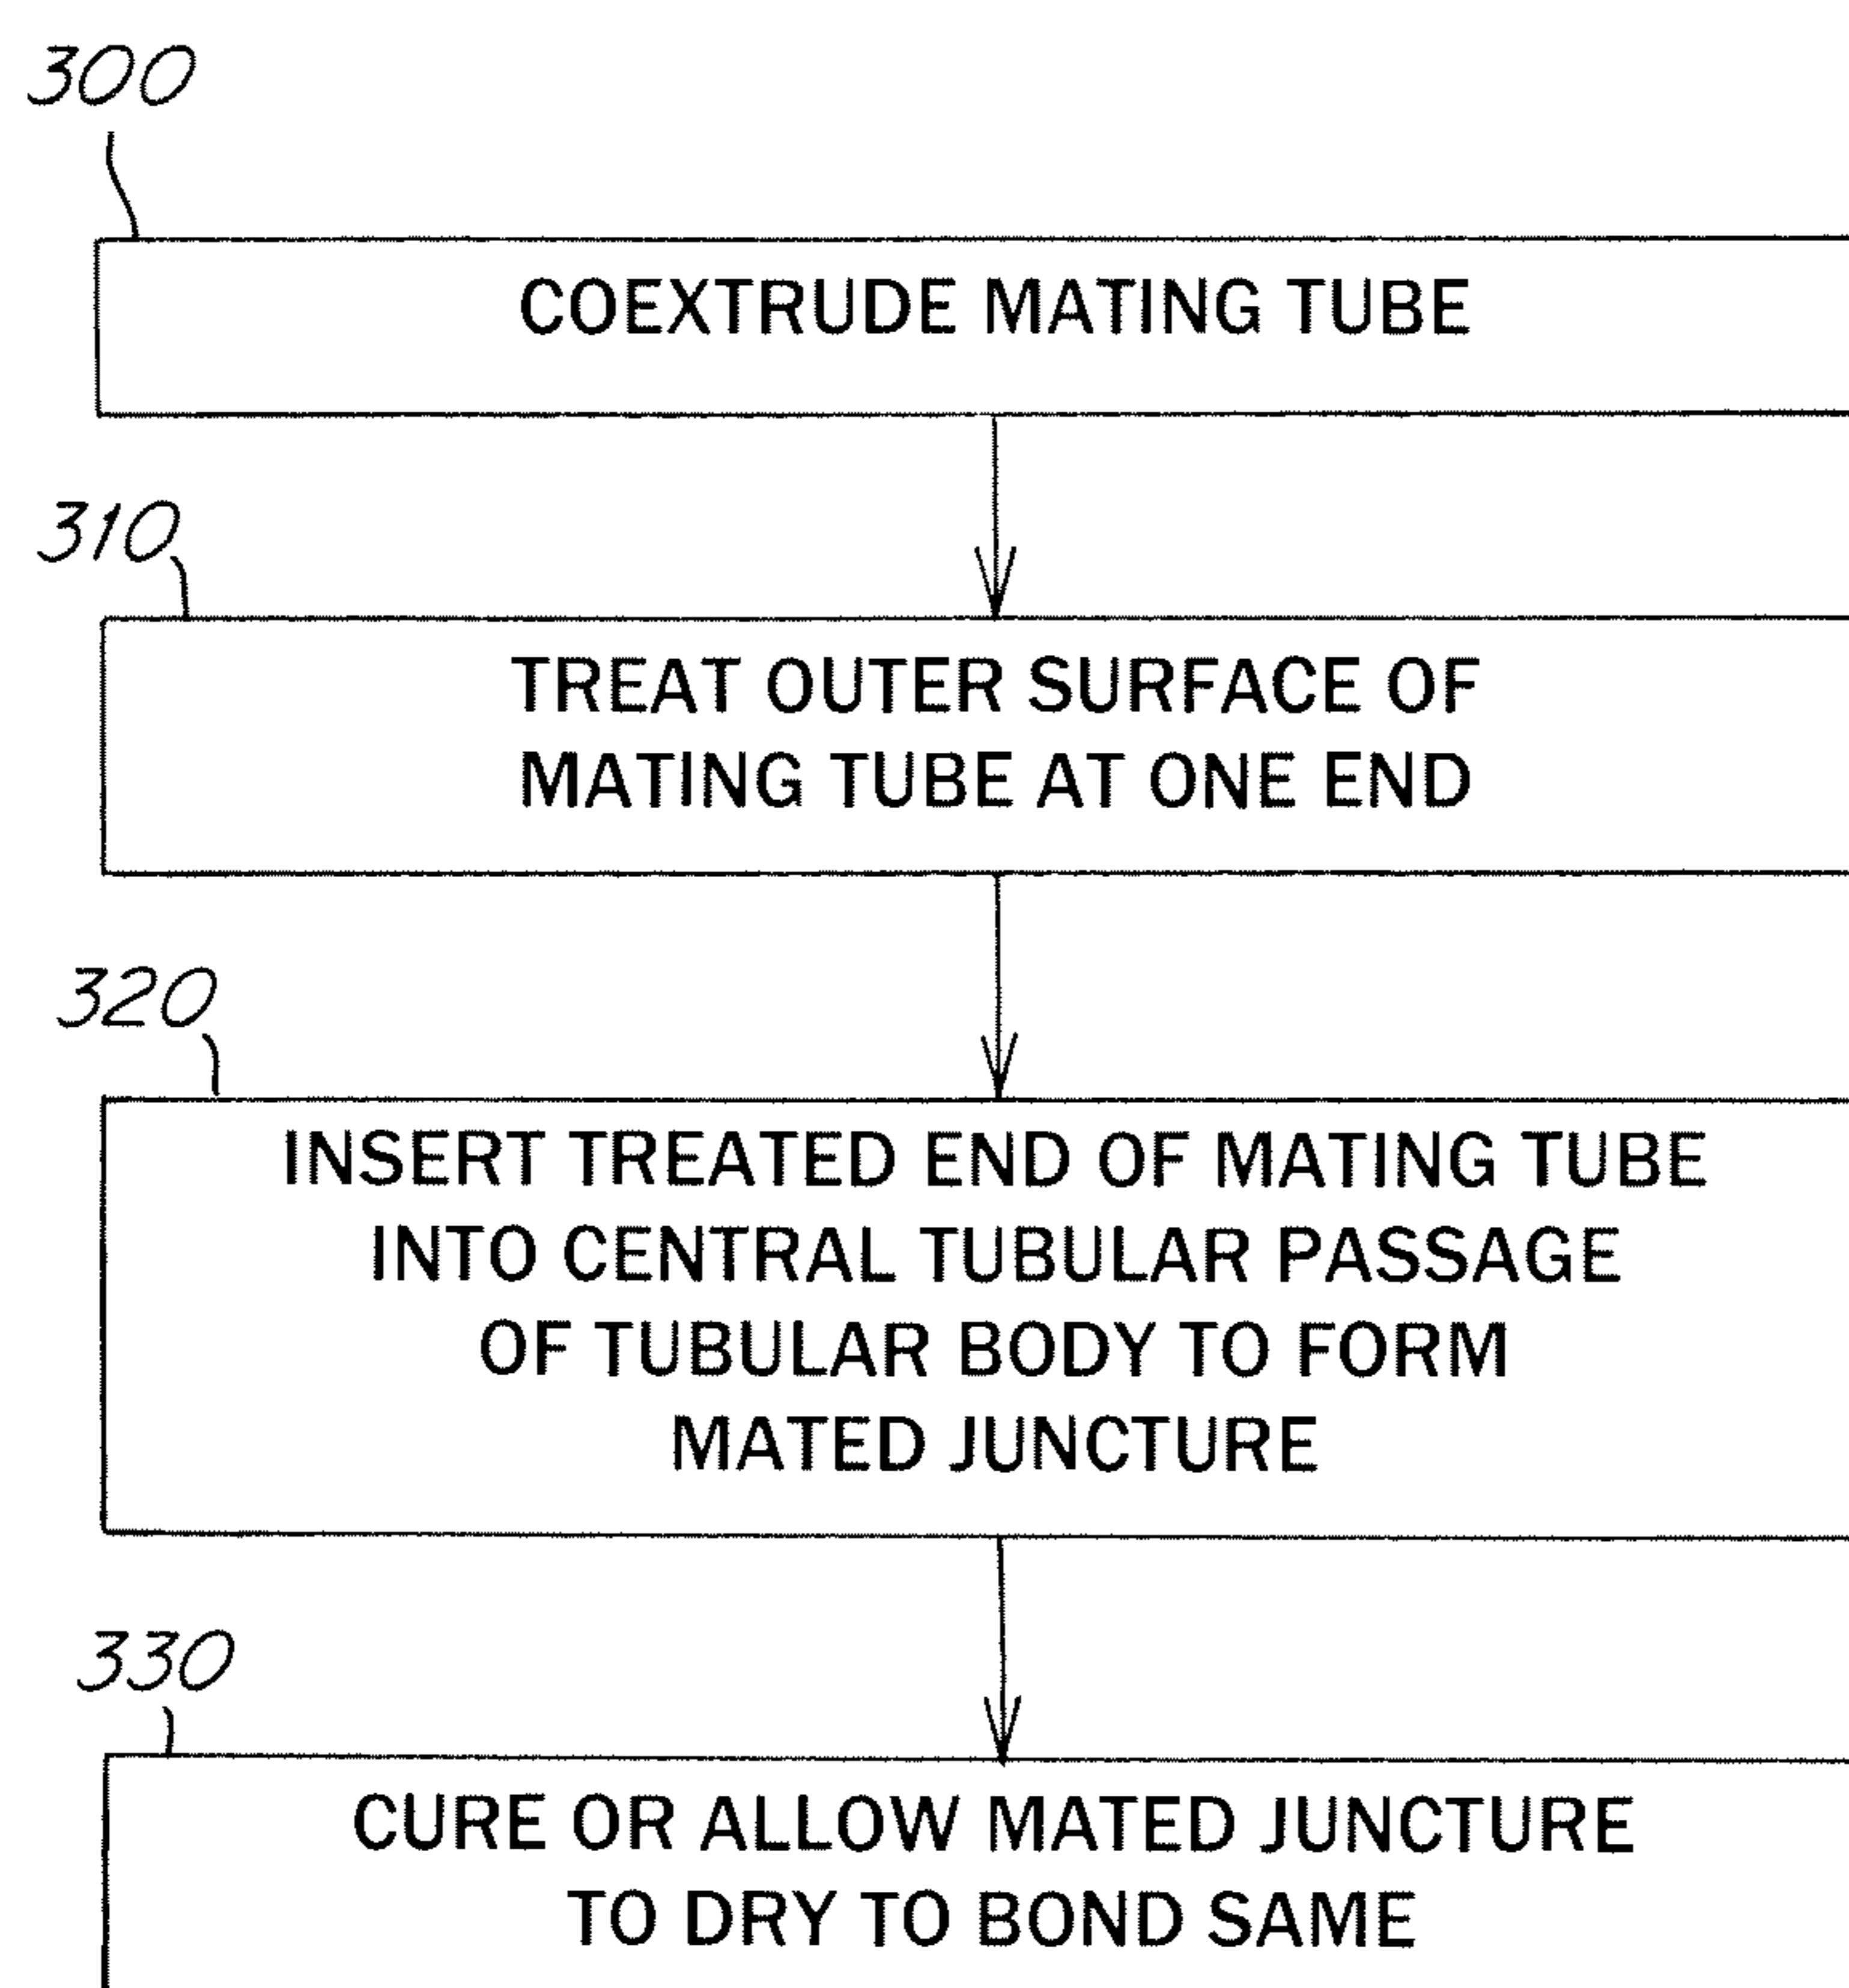 300
COEXTRUDE MATING TUBE
310
TREAT OUTER SURFACE OF
MATING TUBE AT ONE END
320
INSERT TREATED END OF MATING TUBE
INTO CENTRAL TUBULAR PASSAGE
OF TUBULAR BODY TO FORM
MATED JUNCTURE
330
CURE OR ALLOW MATED JUNCTURE
TO DRY TO BOND SAME